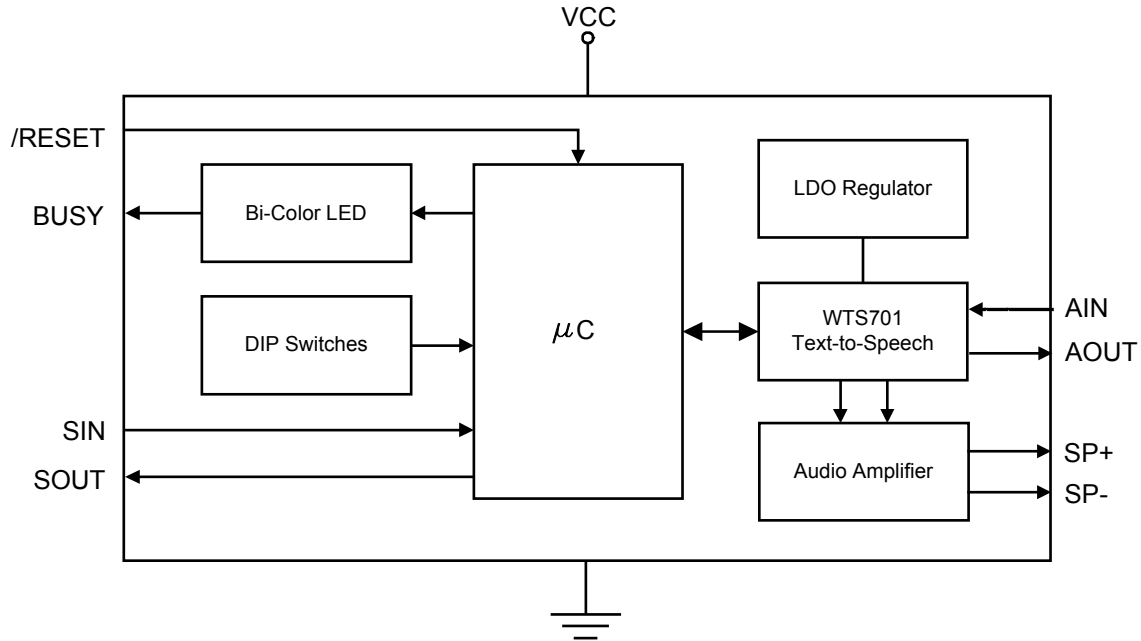 VCC
/RESET
BUSY
Bi-Color LED
DIP Switches
SIN
SOUT
μC
LDO Regulator
WTS701
Text-to-Speech
Audio Amplifier
AIN
AOUT
SP+
SP-